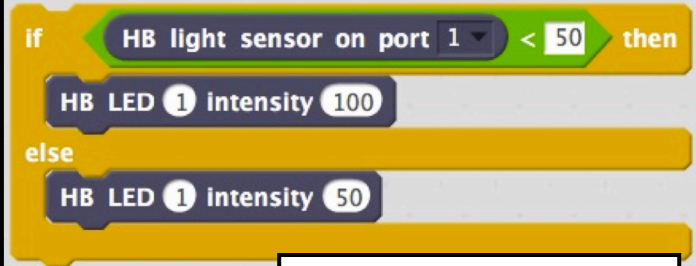 if HB light sensor on port 1 < 50 then
HB LED 1 intensity 100
else
HB LED 1 intensity 50